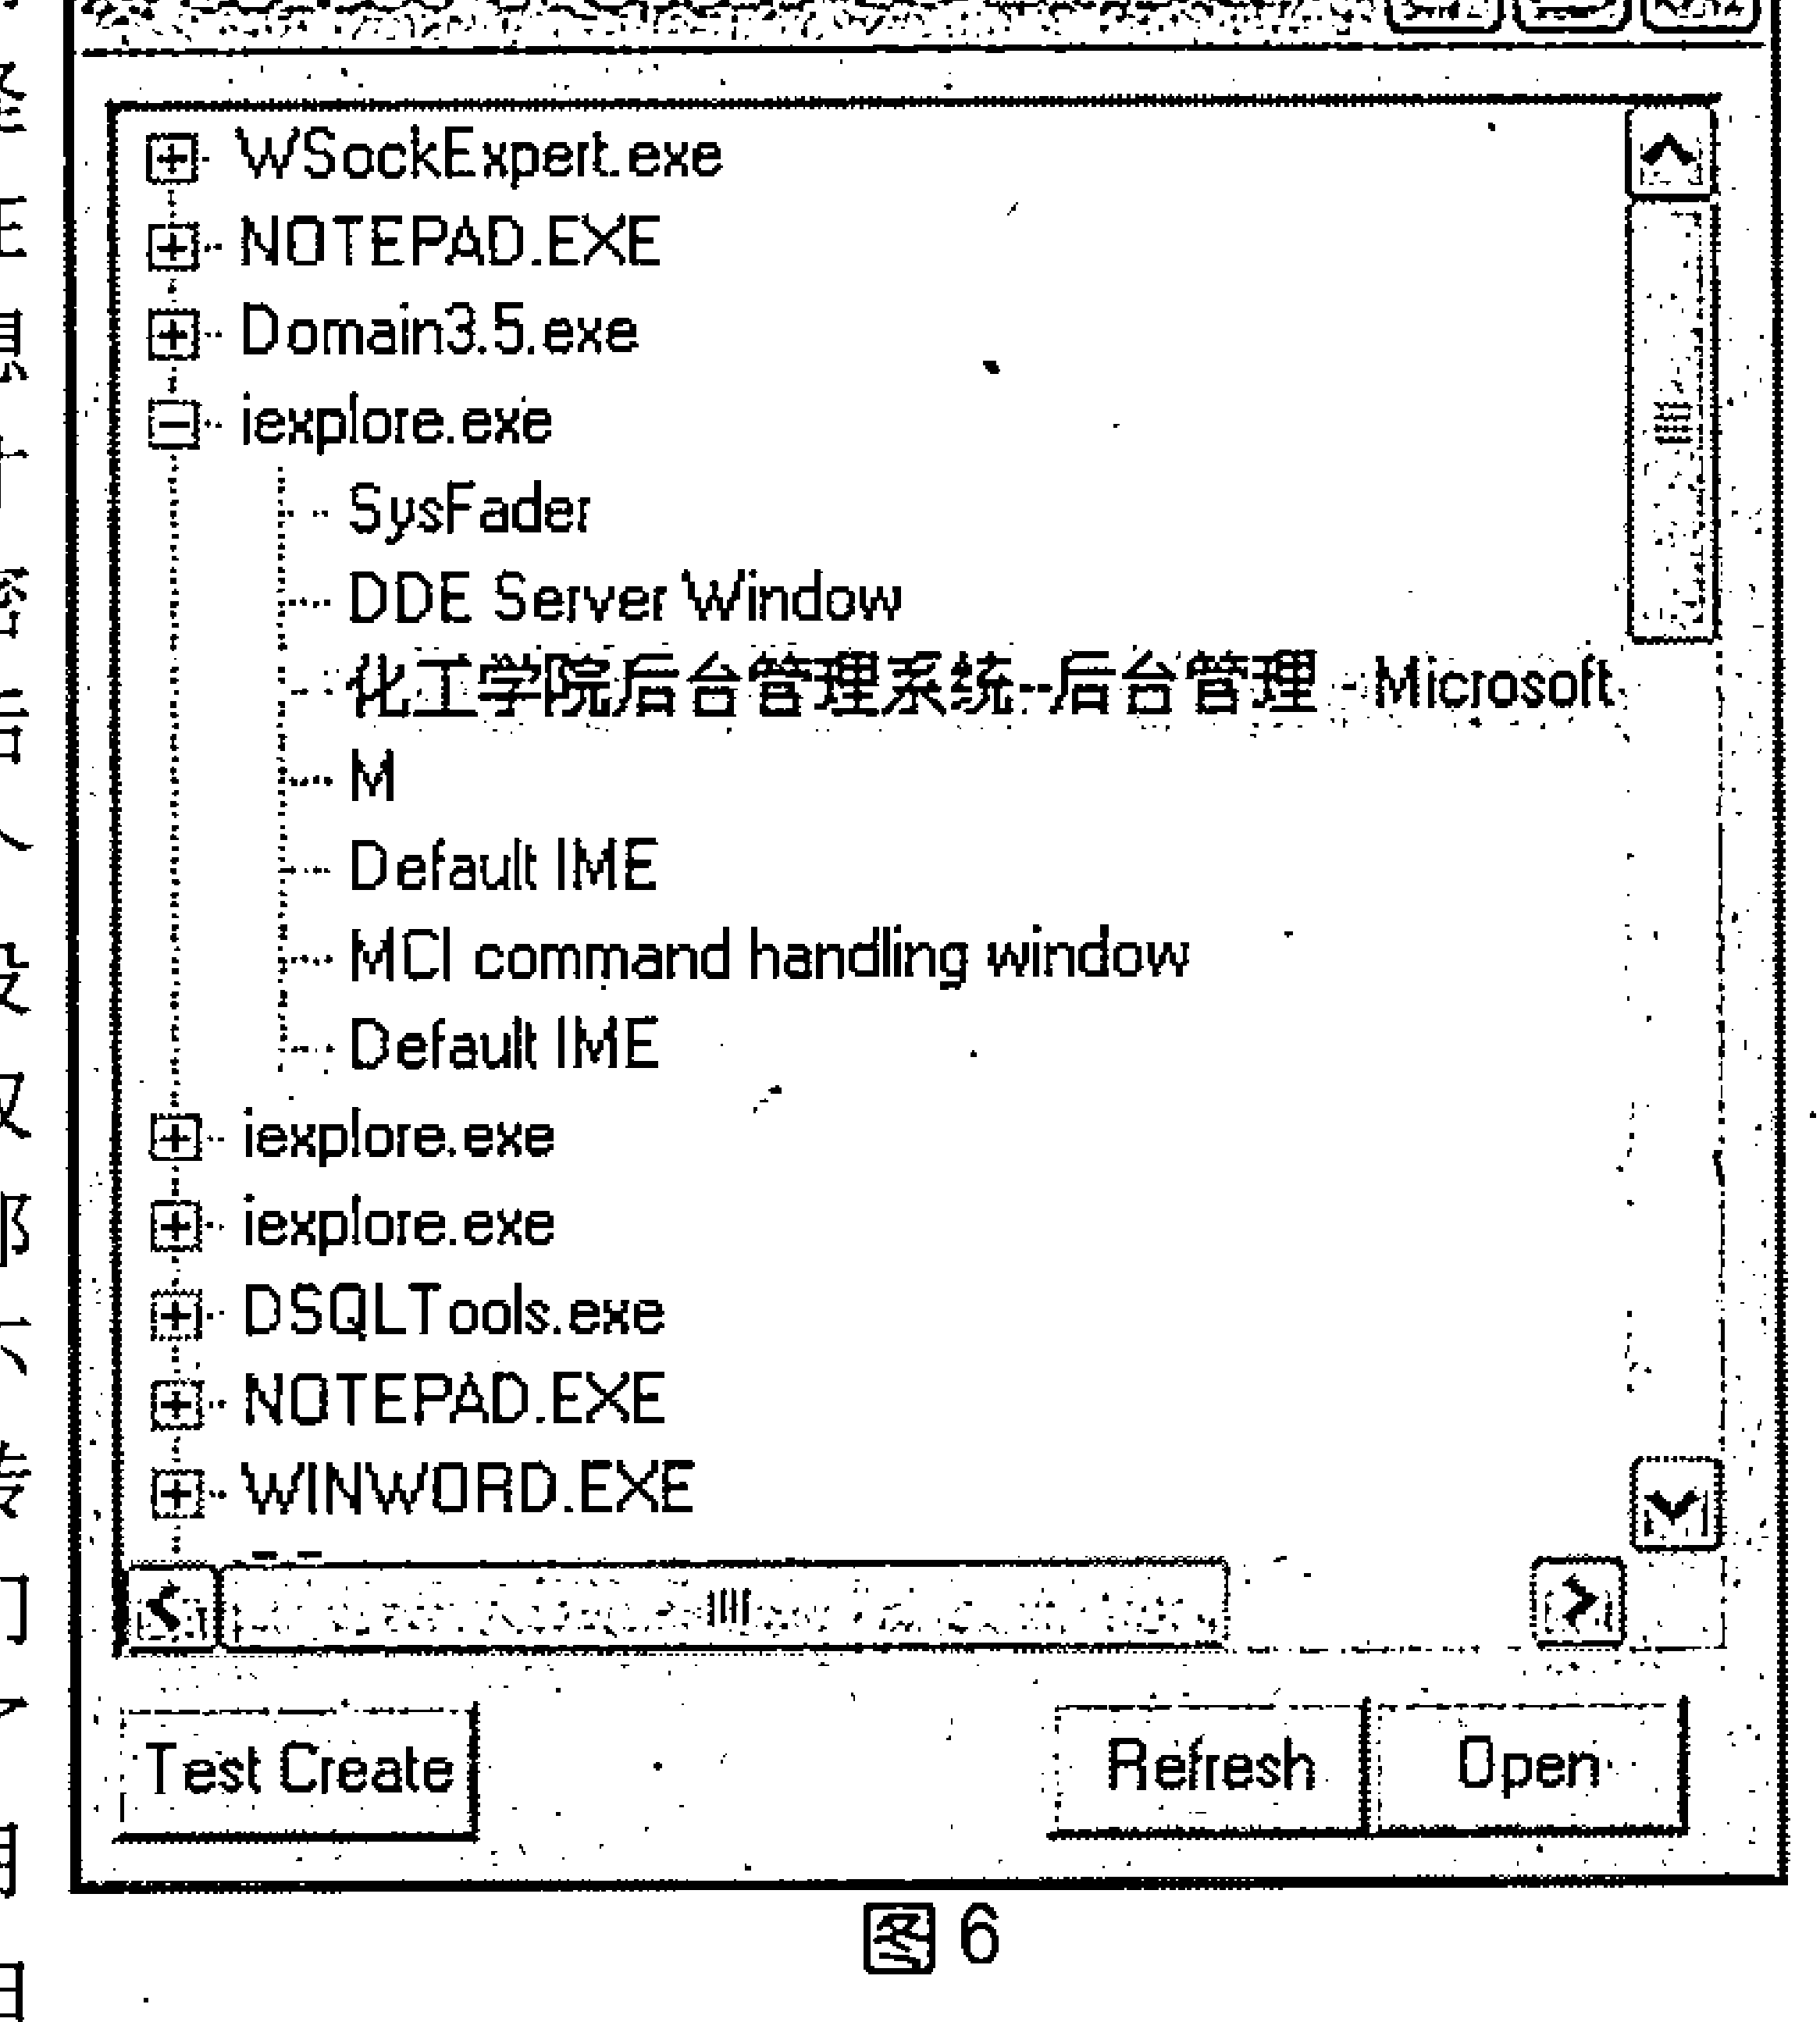 WSockExpert.exe
NOTEPAD.EXE
Domain3.5.exe
iexplore.exe
SysFader
DDE Server Window
化工学院后台管理系统--后台管理 - Microsoft
M
Default IME
MCI command handling window
Default IME
iexplore.exe
iexplore.exe
DSQLTools.exe
NOTEPAD.EXE
WINWORD.EXE
Test Create
Refresh
Open
图 6